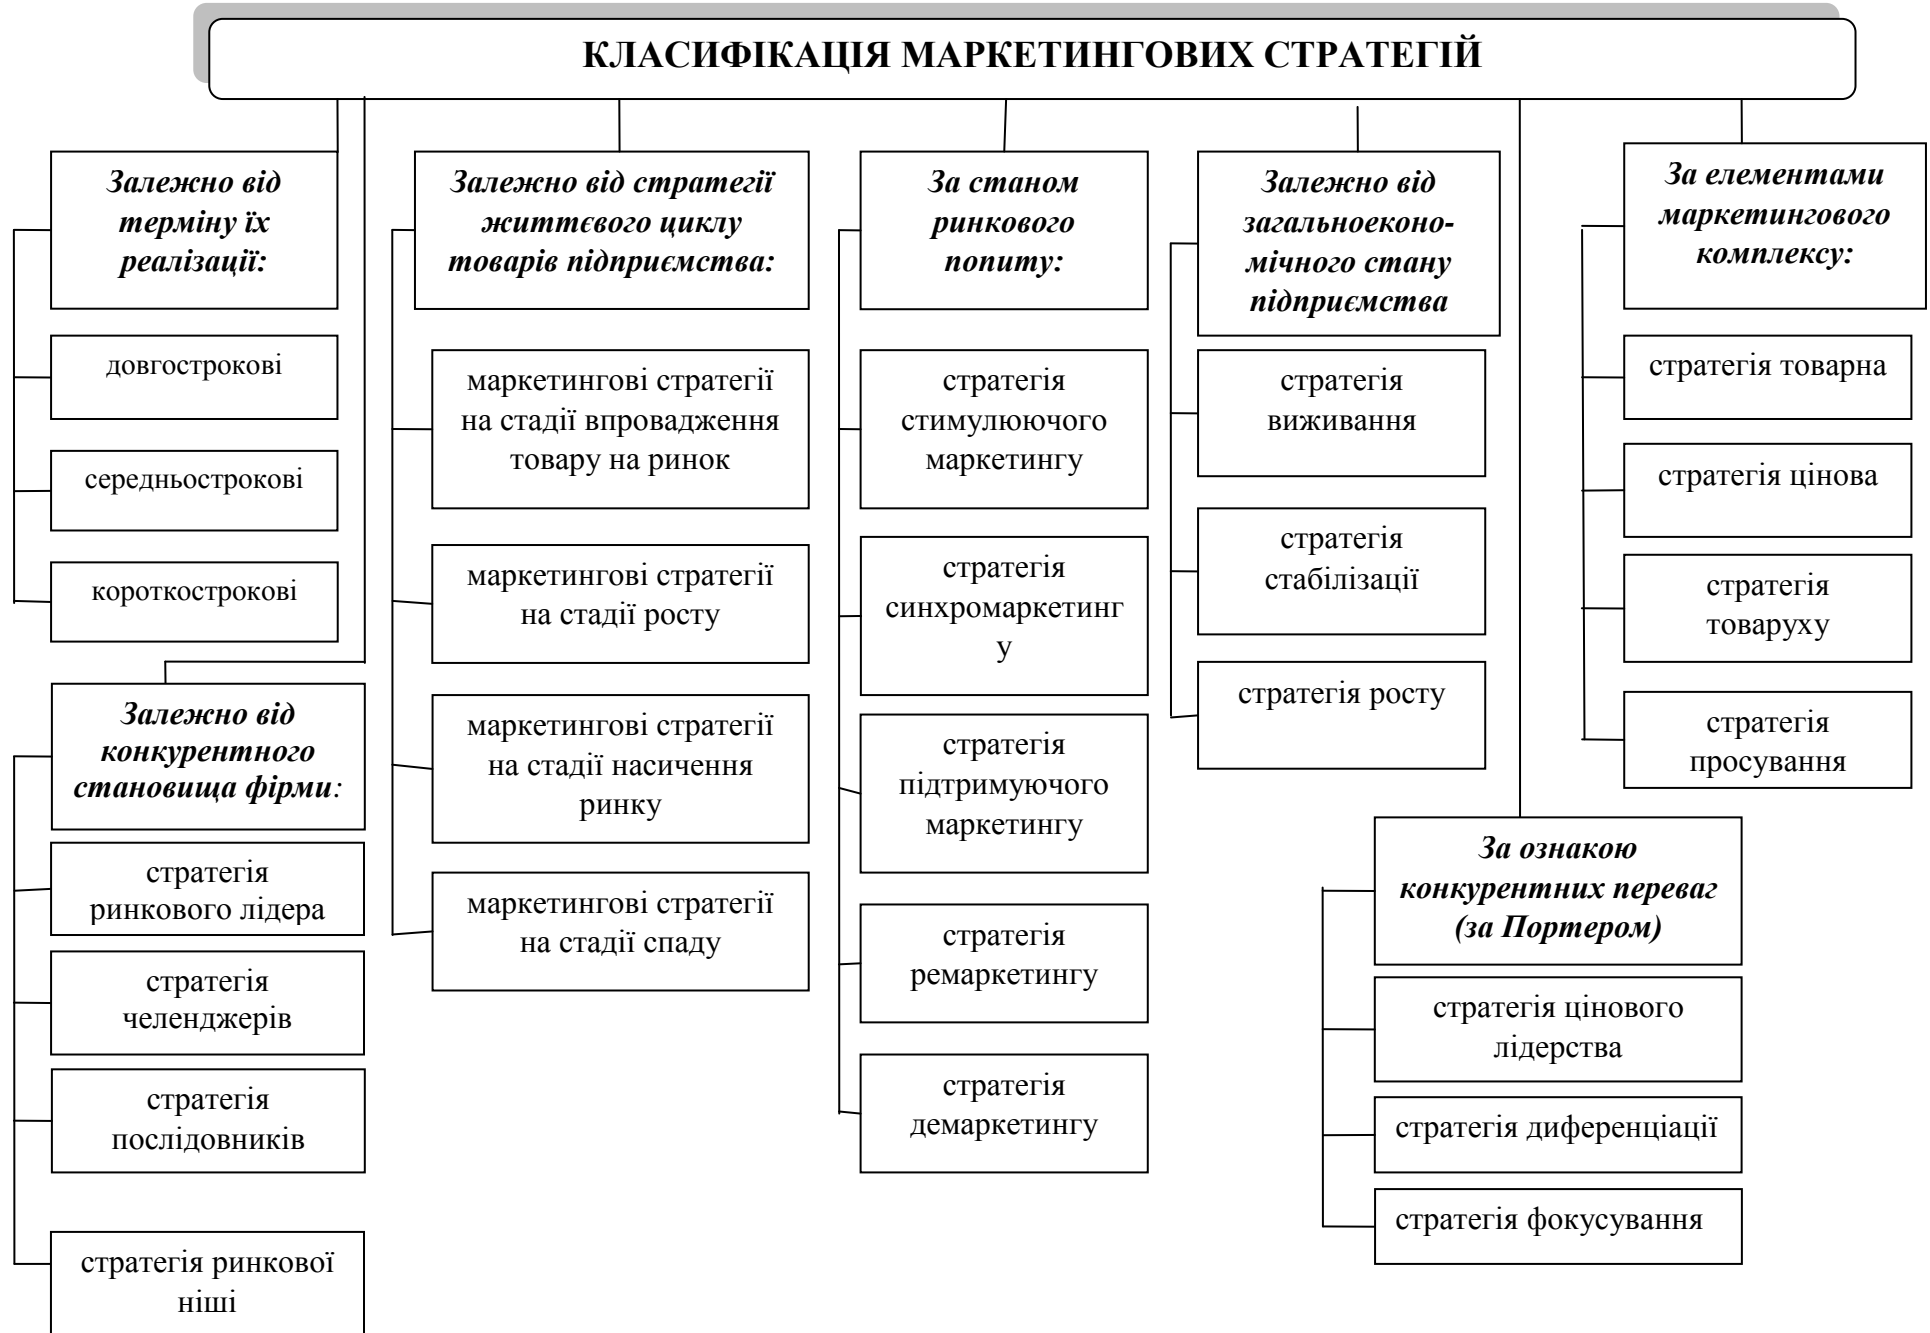 КЛАСИФІКАЦІЯ МАРКЕТИНГОВИХ СТРАТЕГІЙ
Залежно від
терміну їх
реалізації:
довгострокові
середньострокові
короткострокові
Залежно від
конкурентного
становища фірми:
стратегія
ринкового лідера
стратегія
челенджерів
стратегія
послідовників
стратегія ринкової
ніші
Залежно від стратегії
життєвого циклу
товарів підприємства:
маркетингові стратегії
на стадії впровадження
товару на ринок
маркетингові стратегії
на стадії росту
маркетингові стратегії
на стадії насичення
ринку
маркетингові стратегії
на стадії спаду
За станом
ринкового
попиту:
стратегія
стимулюючого
маркетингу
стратегія
синхромаркетинг
у
стратегія
підтримуючого
маркетингу
стратегія
ремаркетингу
стратегія
демаркетингу
Залежно від
загальноеконо-
мічного стану
підприємства
стратегія
виживання
стратегія
стабілізації
стратегія росту
За елементами
маркетингового
комплексу:
стратегія товарна
стратегія цінова
стратегія
товаруху
стратегія
просування
За ознакою
конкурентних переваг
(за Портером)
стратегія цінового
лідерства
стратегія диференціації
стратегія фокусування